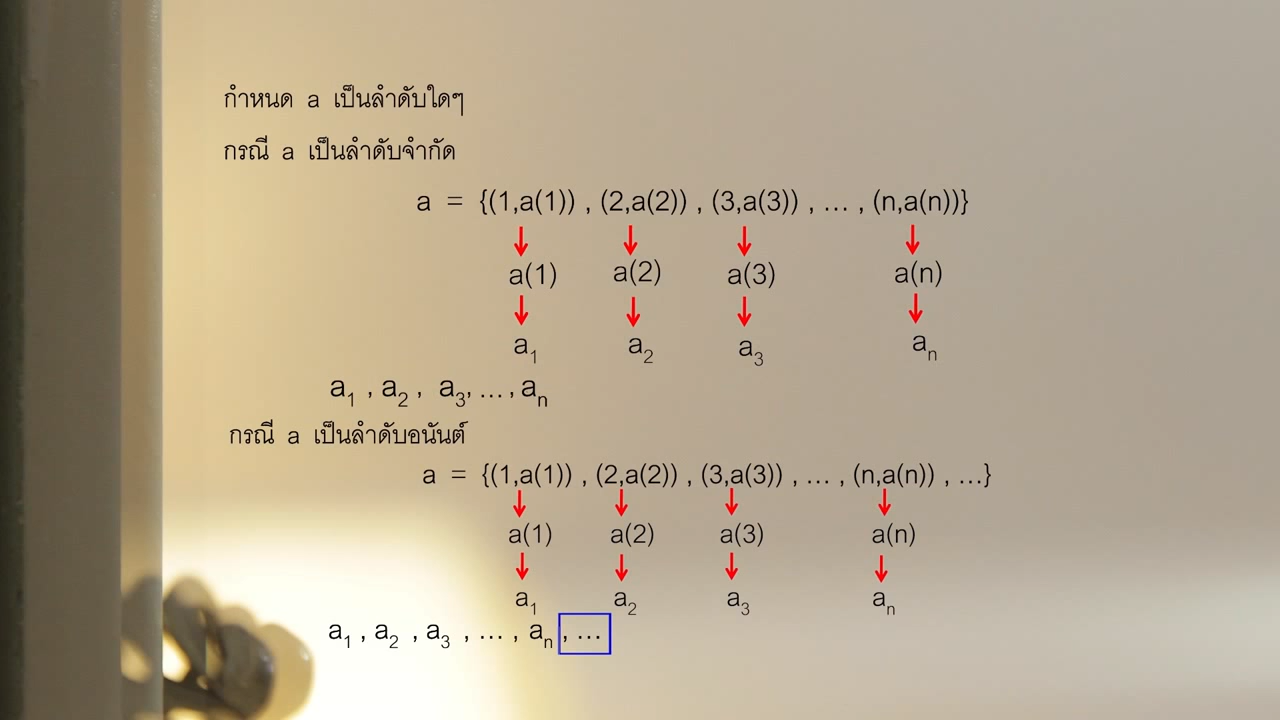 กำหนด a เป็นลำดับใดๆ
กรณี a เป็นลำดับจำกัด
a = {(1,a(1)) , (2,a(2)) , (3,a(3)) , … , (n,a(n))}
a(1) a(2) a(3) a(n)
a₁ a₂ a₃ aₙ
a₁ , a₂ , a₃, … , aₙ
กรณี a เป็นลำดับอนันต์
a = {(1,a(1)) , (2,a(2)) , (3,a(3)) , … , (n,a(n)) , …}
a(1) a(2) a(3) a(n)
a₁ a₂ a₃ aₙ
a₁ , a₂ , a₃ , … , aₙ , …